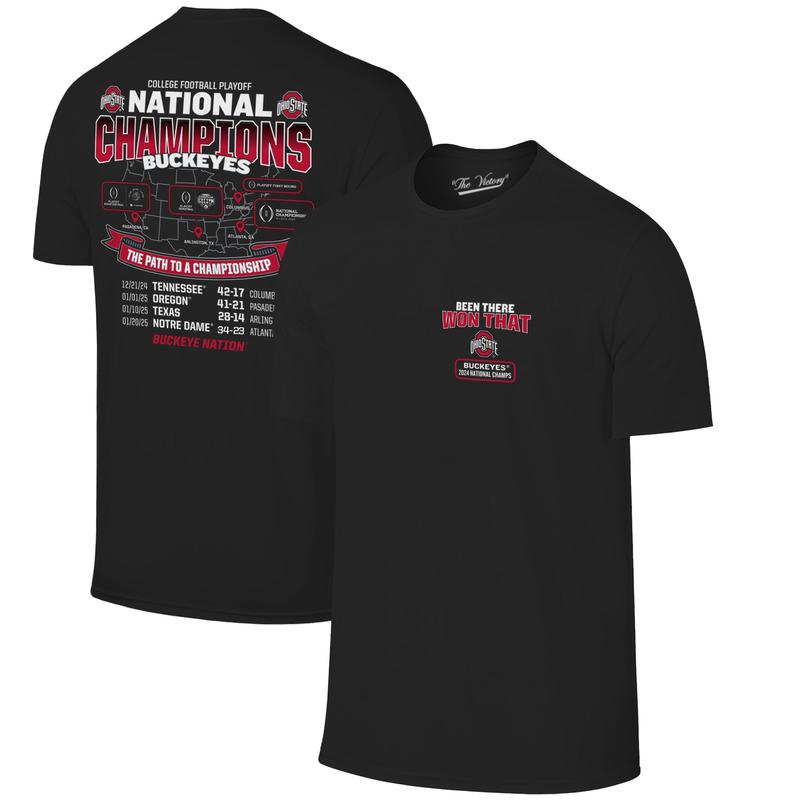 COLLEGE FOOTBALL PLAYOFF
OHIO STATE
NATIONAL
OHIO STATE
CHAMPIONS
BUCKEYES
PLAYOFF FIRST ROUND
COLUMBUS
NATIONAL
CHAMPIONSHIP
PASADENA, CA
ARLINGTON, TX
ATLANTA, GA
THE PATH TO A CHAMPIONSHIP
12/21/24 TENNESSEE® 42-17 COLUMB
01/01/25 OREGON® 41-21 PASADE
01/10/25 TEXAS 28-14 ARLING
01/20/25 NOTRE DAME® 34-23 ATLANT
BUCKEYE NATION®
"The Victory"
BEEN THERE
WON THAT
OHIO STATE
BUCKEYES®
2024 NATIONAL CHAMPS